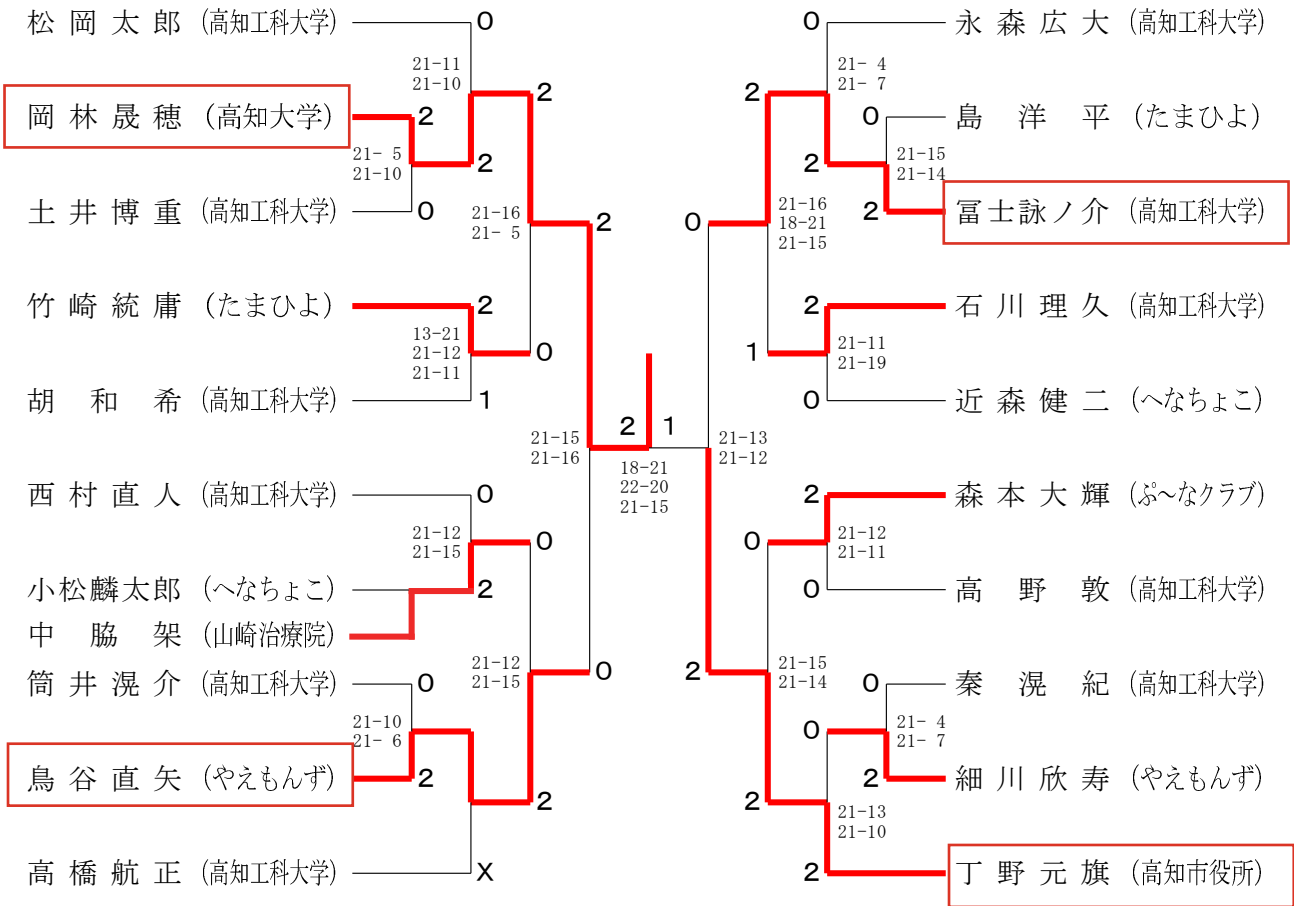 松岡太郎 (高知工科大学) 0
21-11
21-10
2
岡林晟穂 (高知大学) 2
21- 5
21-10
2
土井博重 (高知工科大学) 0
21-16
21- 5
2
竹崎統庸 (たまひよ) 2
13-21
21-12
21-11
0
胡和希 (高知工科大学) 1
21-15
21-16
西村直人 (高知工科大学) 0
21-12
21-15
0
小松麟太郎 (へなちょこ)
2
中脇架 (山崎治療院)
21-12
21-15
0
筒井滉介 (高知工科大学) 0
21-10
21- 6
鳥谷直矢 (やえもんず) 2
2
高橋航正 (高知工科大学) X
2 1
18-21
22-20
21-15
0 永森広大 (高知工科大学)
21- 4
21- 7
2
0 島洋平 (たまひよ)
21-15
21-14
2
2 冨士詠ノ介 (高知工科大学)
21-16
18-21
21-15
0
2 石川理久 (高知工科大学)
21-11
21-19
1
0 近森健二 (へなちょこ)
21-13
21-12
2 森本大輝 (ぷ~なクラブ)
21-12
21-11
0
0 高野敦 (高知工科大学)
21-15
21-14
2
0 秦滉紀 (高知工科大学)
21- 4
21- 7
0
2 細川欣寿 (やえもんず)
21-13
21-10
2
2 丁野元旗 (高知市役所)